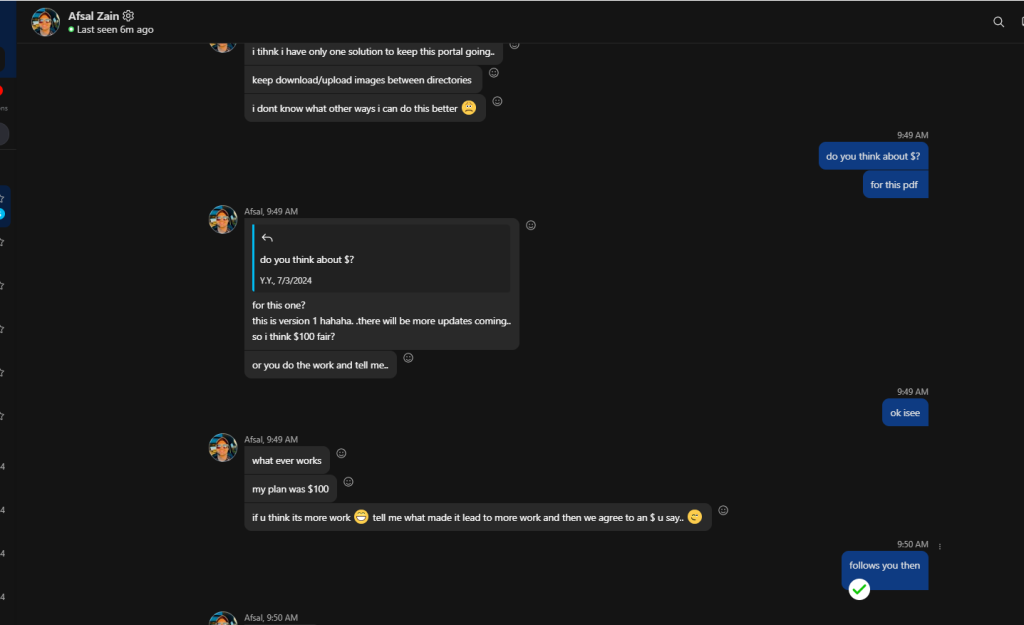 Afsal Zain
Last seen 6m ago
i tihnk i have only one solution to keep this portal going..
keep download/upload images between directories
i dont know what other ways i can do this better
9:49 AM
do you think about $?
for this pdf
Afsal, 9:49 AM
do you think about $?
Y.Y., 7/3/2024
for this one?
this is version 1 hahaha. .there will be more updates coming..
so i think $100 fair?
or you do the work and tell me..
9:49 AM
ok isee
Afsal, 9:49 AM
what ever works
my plan was $100
if u think its more work tell me what made it lead to more work and then we agree to an $ u say..
9:50 AM
follows you then
Afsal, 9:50 AM